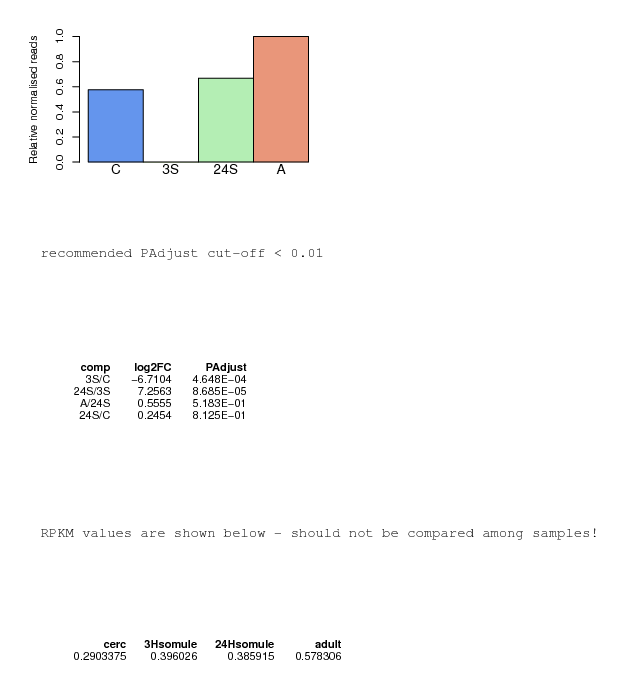 Relative normalised reads
1.0
0.8
0.6
0.4
0.2
0.0
C 3S 24S A
recommended PAdjust cut-off < 0.01
comp log2FC PAdjust
3S/C −6.7104 4.648E−04
24S/3S 7.2563 8.685E−05
A/24S 0.5555 5.183E−01
24S/C 0.2454 8.125E−01
RPKM values are shown below - should not be compared among samples!
cerc 3Hsomule 24Hsomule adult
0.2903375 0.396026 0.385915 0.578306